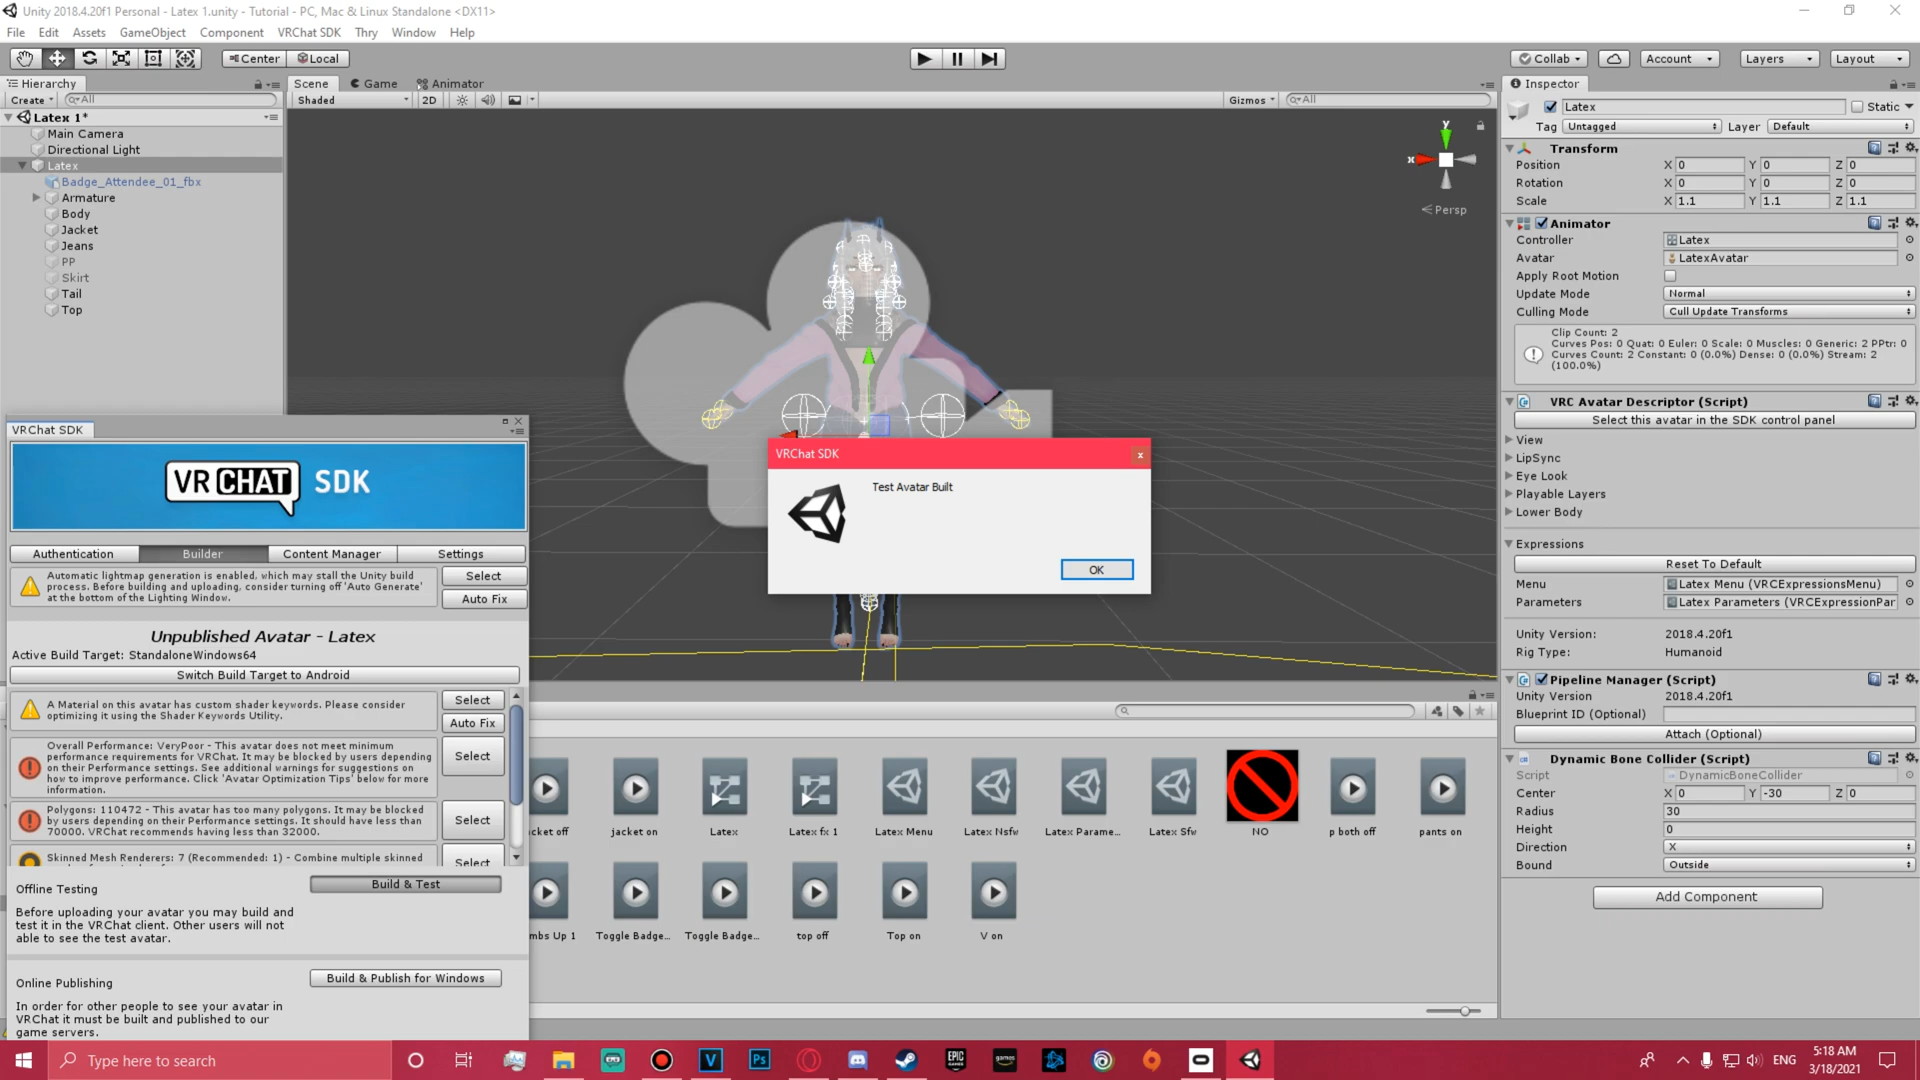 Unity 2018.4.20f1 Personal - Latex 1.unity - Tutorial - PC, Mac & Linux Standalone <DX11>
File Edit Assets GameObject Component VRChat SDK Thry Window Help
Center Local
Collab Account Layers Layout
Hierarchy
Create All
Latex 1*
Main Camera
Directional Light
Latex
Badge_Attendee_01_fbx
Armature
Body
Jacket
Jeans
PP
Skirt
Tail
Top
Scene Game Animator
Shaded 2D Gizmos All
y
x
Persp
VRChat SDK
VR CHAT SDK
Authentication Builder Content Manager Settings
Automatic lightmap generation is enabled, which may stall the Unity build
process. Before building and uploading, consider turning off 'Auto Generate'
at the bottom of the Lighting Window.
Select
Auto Fix
Unpublished Avatar - Latex
Active Build Target: StandaloneWindows64
Switch Build Target to Android
A Material on this avatar has custom shader keywords. Please consider
optimizing it using the Shader Keywords Utility.
Select
Auto Fix
Overall Performance: VeryPoor - This avatar does not meet minimum
performance requirements for VRChat. It may be blocked by users depending
on their Performance settings. See additional warnings for suggestions on
how to improve performance. Click 'Avatar Optimization Tips' below for more
information.
Select
Polygons: 110472 - This avatar has too many polygons. It may be blocked
by users depending on their Performance settings. It should have less than
70000. VRChat recommends having less than 32000.
Select
Skinned Mesh Renderers: 7 (Recommended: 1) - Combine multiple skinned
Select
Offline Testing
Build & Test
Before uploading your avatar you may build and
test it in the VRChat client. Other users will not
able to see the test avatar.
Online Publishing
Build & Publish for Windows
In order for other people to see your avatar in
VRChat it must be built and published to our
game servers.
VRChat SDK
x
Test Avatar Built
OK
cket off
jacket on
Latex
Latex fx 1
Latex Menu
Latex Nsfw
Latex Parame...
Latex Sfw
NO
p both off
pants on
mbs Up 1
Toggle Badge...
Toggle Badge...
top off
Top on
V on
Inspector
Latex Static
Tag Untagged Layer Default
Transform
Position X 0 Y 0 Z 0
Rotation X 0 Y 0 Z 0
Scale X 1.1 Y 1.1 Z 1.1
Animator
Controller Latex
Avatar LatexAvatar
Apply Root Motion
Update Mode Normal
Culling Mode Cull Update Transforms
Clip Count: 2
Curves Pos: 0 Quat: 0 Euler: 0 Scale: 0 Muscles: 0 Generic: 2 PPtr: 0
Curves Count: 2 Constant: 0 (0.0%) Dense: 0 (0.0%) Stream: 2
(100.0%)
VRC Avatar Descriptor (Script)
Select this avatar in the SDK control panel
View
LipSync
Eye Look
Playable Layers
Lower Body
Expressions
Reset To Default
Menu Latex Menu (VRCExpressionsMenu)
Parameters Latex Parameters (VRCExpressionPar
Unity Version: 2018.4.20f1
Rig Type: Humanoid
Pipeline Manager (Script)
Unity Version 2018.4.20f1
Blueprint ID (Optional)
Attach (Optional)
Dynamic Bone Collider (Script)
Script DynamicBoneCollider
Center X 0 Y -30 Z 0
Radius 30
Height 0
Direction X
Bound Outside
Add Component
Type here to search
V
Ps
EPIC GAMES
amazon games
ENG
5:18 AM
3/18/2021